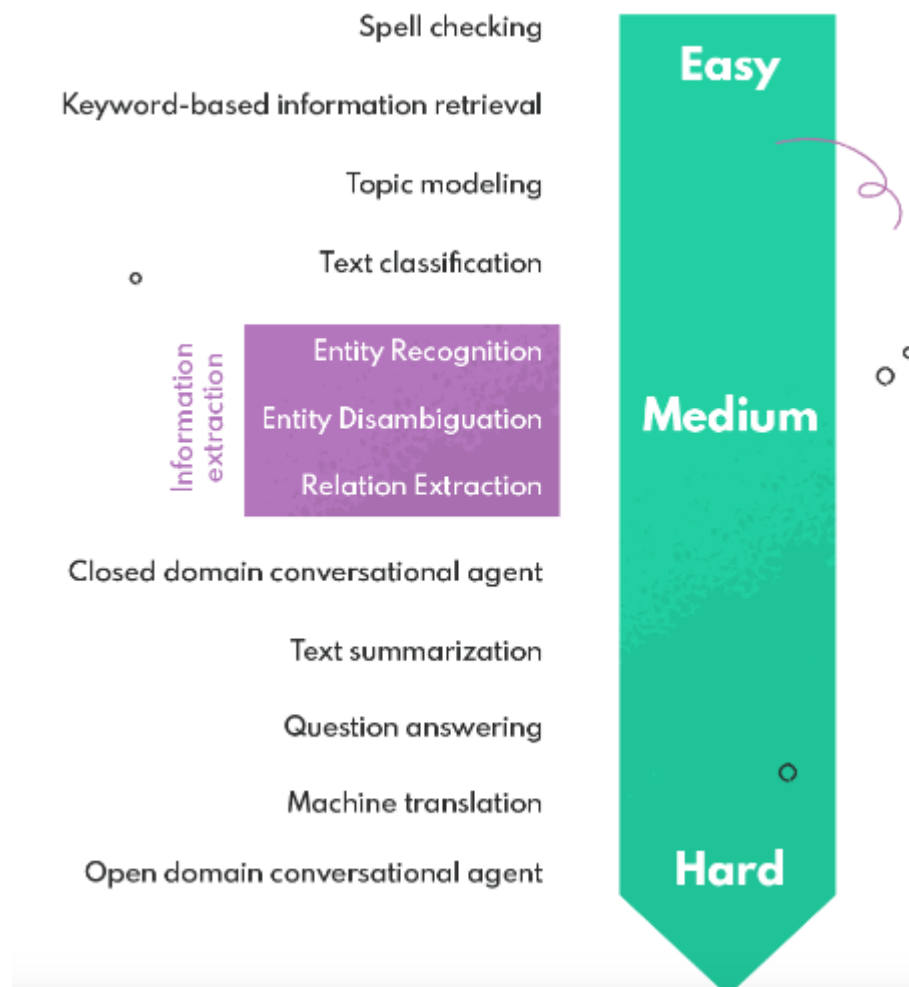 Spell checking
Easy
Keyword-based information retrieval
Topic modeling
Text classification
Information
extraction
Entity Recognition
Entity Disambiguation
Medium
Relation Extraction
Closed domain conversational agent
Text summarization
Question answering
Machine translation
Open domain conversational agent
Hard